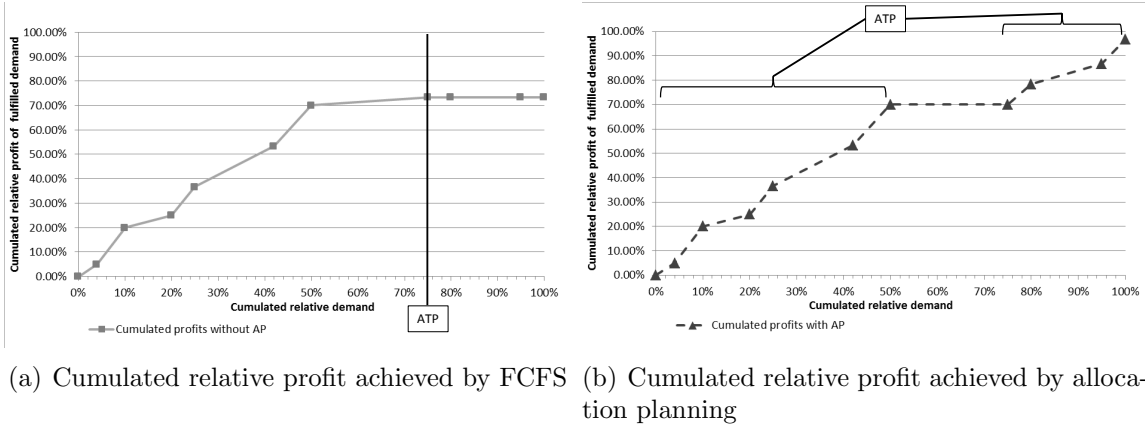 Cumulated relative profit of fulfilled demand
100.00%
90.00%
80.00%
70.00%
60.00%
50.00%
40.00%
30.00%
20.00%
10.00%
0.00%
0% 10% 20% 30% 40% 50% 60% 70% 80% 90% 100%
Cumulated relative demand
ATP
Cumulated profits without AP
(a) Cumulated relative profit achieved by FCFS
ATP
Cumulated relative profit of fulfilled demand
100.00%
90.00%
80.00%
70.00%
60.00%
50.00%
40.00%
30.00%
20.00%
10.00%
0.00%
0% 10% 20% 30% 40% 50% 60% 70% 80% 90% 100%
Cumulated relative demand
Cumulated profits with AP
(b) Cumulated relative profit achieved by alloca-
tion planning